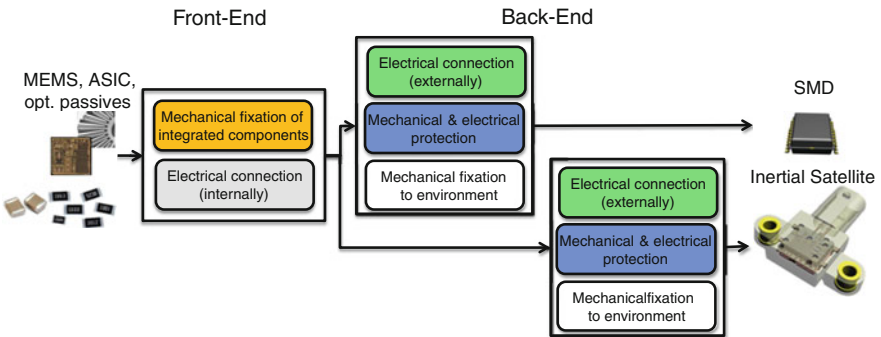 Front-End
Back-End
MEMS, ASIC,
opt. passives
Mechanical fixation of
integrated components
Electrical connection
(internally)
Electrical connection
(externally)
Mechanical & electrical
protection
Mechanical fixation
to environment
SMD
Electrical connection
(externally)
Mechanical & electrical
protection
Mechanicalfixation
to environment
Inertial Satellite